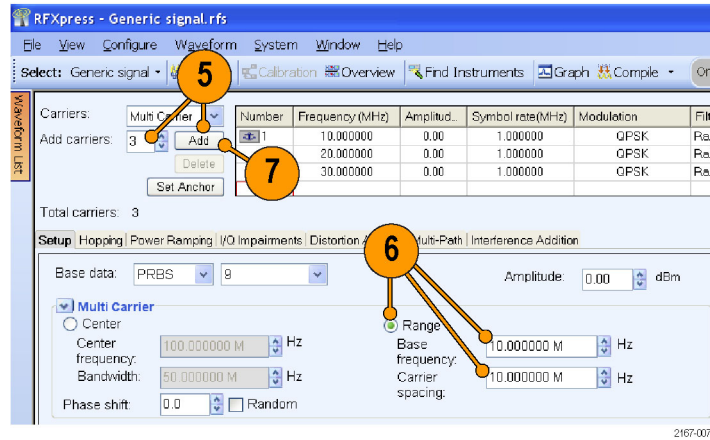 RFXpress - Generic signal.rfs
File View Configure Waveform System Window Help
Select: Generic signal Calibration Overview Find Instruments Graph Compile
Waveform List
Carriers: Multi Carrier
Number Frequency (MHz) Amplitud.. Symbol rate(MHz) Modulation
Add carriers: 3 Add
1 10.000000 0.00 1.000000 QPSK
20.000000 0.00 1.000000 QPSK
30.000000 0.00 1.000000 QPSK
Delete
Set Anchor
Total carriers: 3
5
7
Setup Hopping Power Ramping I/Q Impairments Distortion Multi-Path Interference Addition
6
Base data: PRBS 9 Amplitude: 0.00 dBm
Multi Carrier
Center Range
Center frequency: 100.000000 M Hz Base frequency: 10.000000 M Hz
Bandwidth: 50.000000 M Hz Carrier spacing: 10.000000 M Hz
Phase shift: 0.0 Random
2167-007